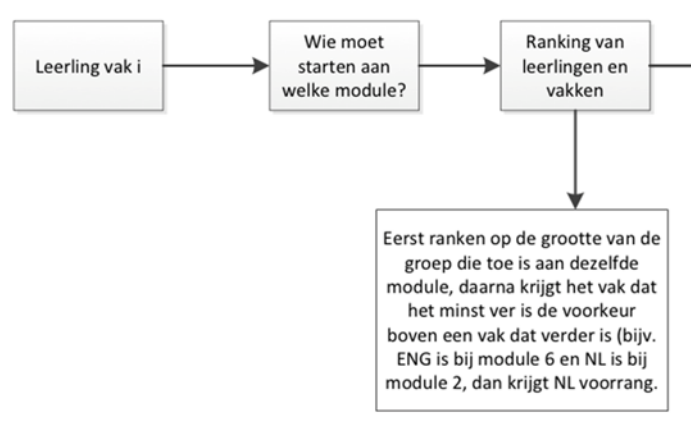 Leerling vak i
Wie moet
starten aan
welke module?
Ranking van
leerlingen en
vakken
Eerst ranken op de grootte van de
groep die toe is aan dezelfde
module, daarna krijgt het vak dat
het minst ver is de voorkeur
boven een vak dat verder is (bijv.
ENG is bij module 6 en NL is bij
module 2, dan krijgt NL voorrang.